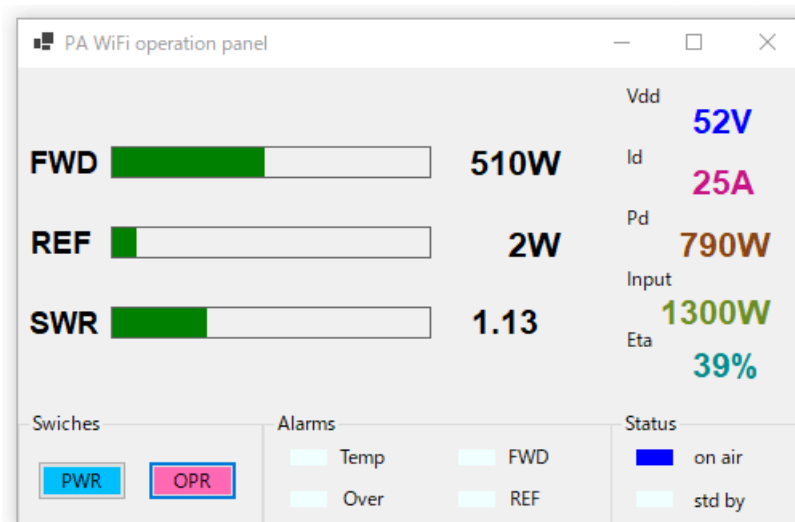 PA WiFi operation panel
Vdd
52V
FWD 510W
Id
25A
REF 2W
Pd
790W
Input
1300W
SWR 1.13
Eta
39%
Swiches Alarms Status
PWR OPR Temp FWD on air
Over REF std by